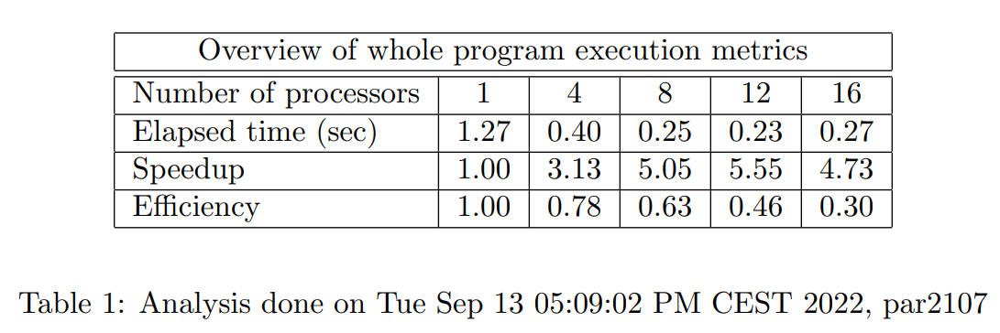 Overview of whole program execution metrics
Number of processors 1 4 8 12 16
Elapsed time (sec) 1.27 0.40 0.25 0.23 0.27
Speedup 1.00 3.13 5.05 5.55 4.73
Efficiency 1.00 0.78 0.63 0.46 0.30
Table 1: Analysis done on Tue Sep 13 05:09:02 PM CEST 2022, par2107